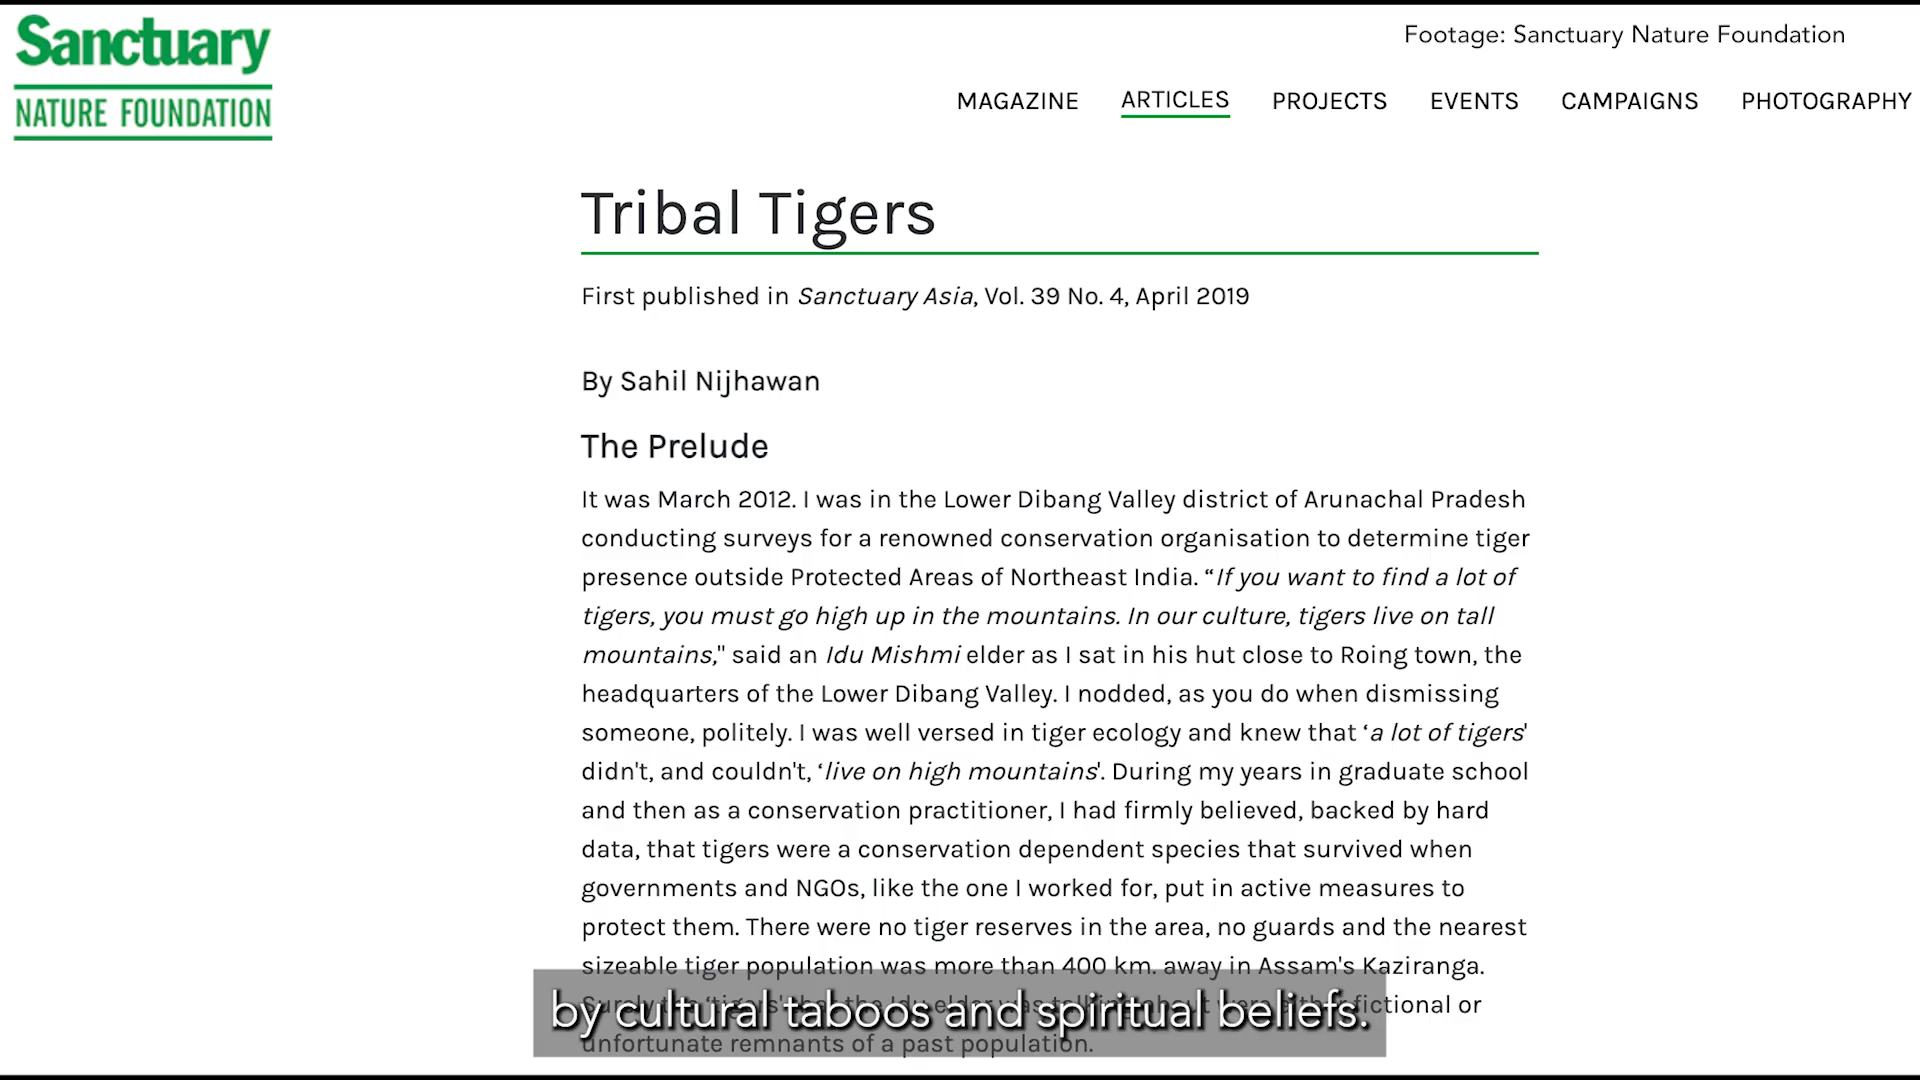 Sanctuary
NATURE FOUNDATION
Footage: Sanctuary Nature Foundation
MAGAZINE ARTICLES PROJECTS EVENTS CAMPAIGNS PHOTOGRAPHY
Tribal Tigers
First published in Sanctuary Asia, Vol. 39 No. 4, April 2019
By Sahil Nijhawan
The Prelude
It was March 2012. I was in the Lower Dibang Valley district of Arunachal Pradesh
conducting surveys for a renowned conservation organisation to determine tiger
presence outside Protected Areas of Northeast India. “If you want to find a lot of
tigers, you must go high up in the mountains. In our culture, tigers live on tall
mountains," said an Idu Mishmi elder as I sat in his hut close to Roing town, the
headquarters of the Lower Dibang Valley. I nodded, as you do when dismissing
someone, politely. I was well versed in tiger ecology and knew that ‘a lot of tigers'
didn't, and couldn't, ‘live on high mountains'. During my years in graduate school
and then as a conservation practitioner, I had firmly believed, backed by hard
data, that tigers were a conservation dependent species that survived when
governments and NGOs, like the one I worked for, put in active measures to
protect them. There were no tiger reserves in the area, no guards and the nearest
sizeable tiger population was more than 400 km. away in Assam's Kaziranga.
fictional or
unfortunate remnants of a past population.
by cultural taboos and spiritual beliefs.